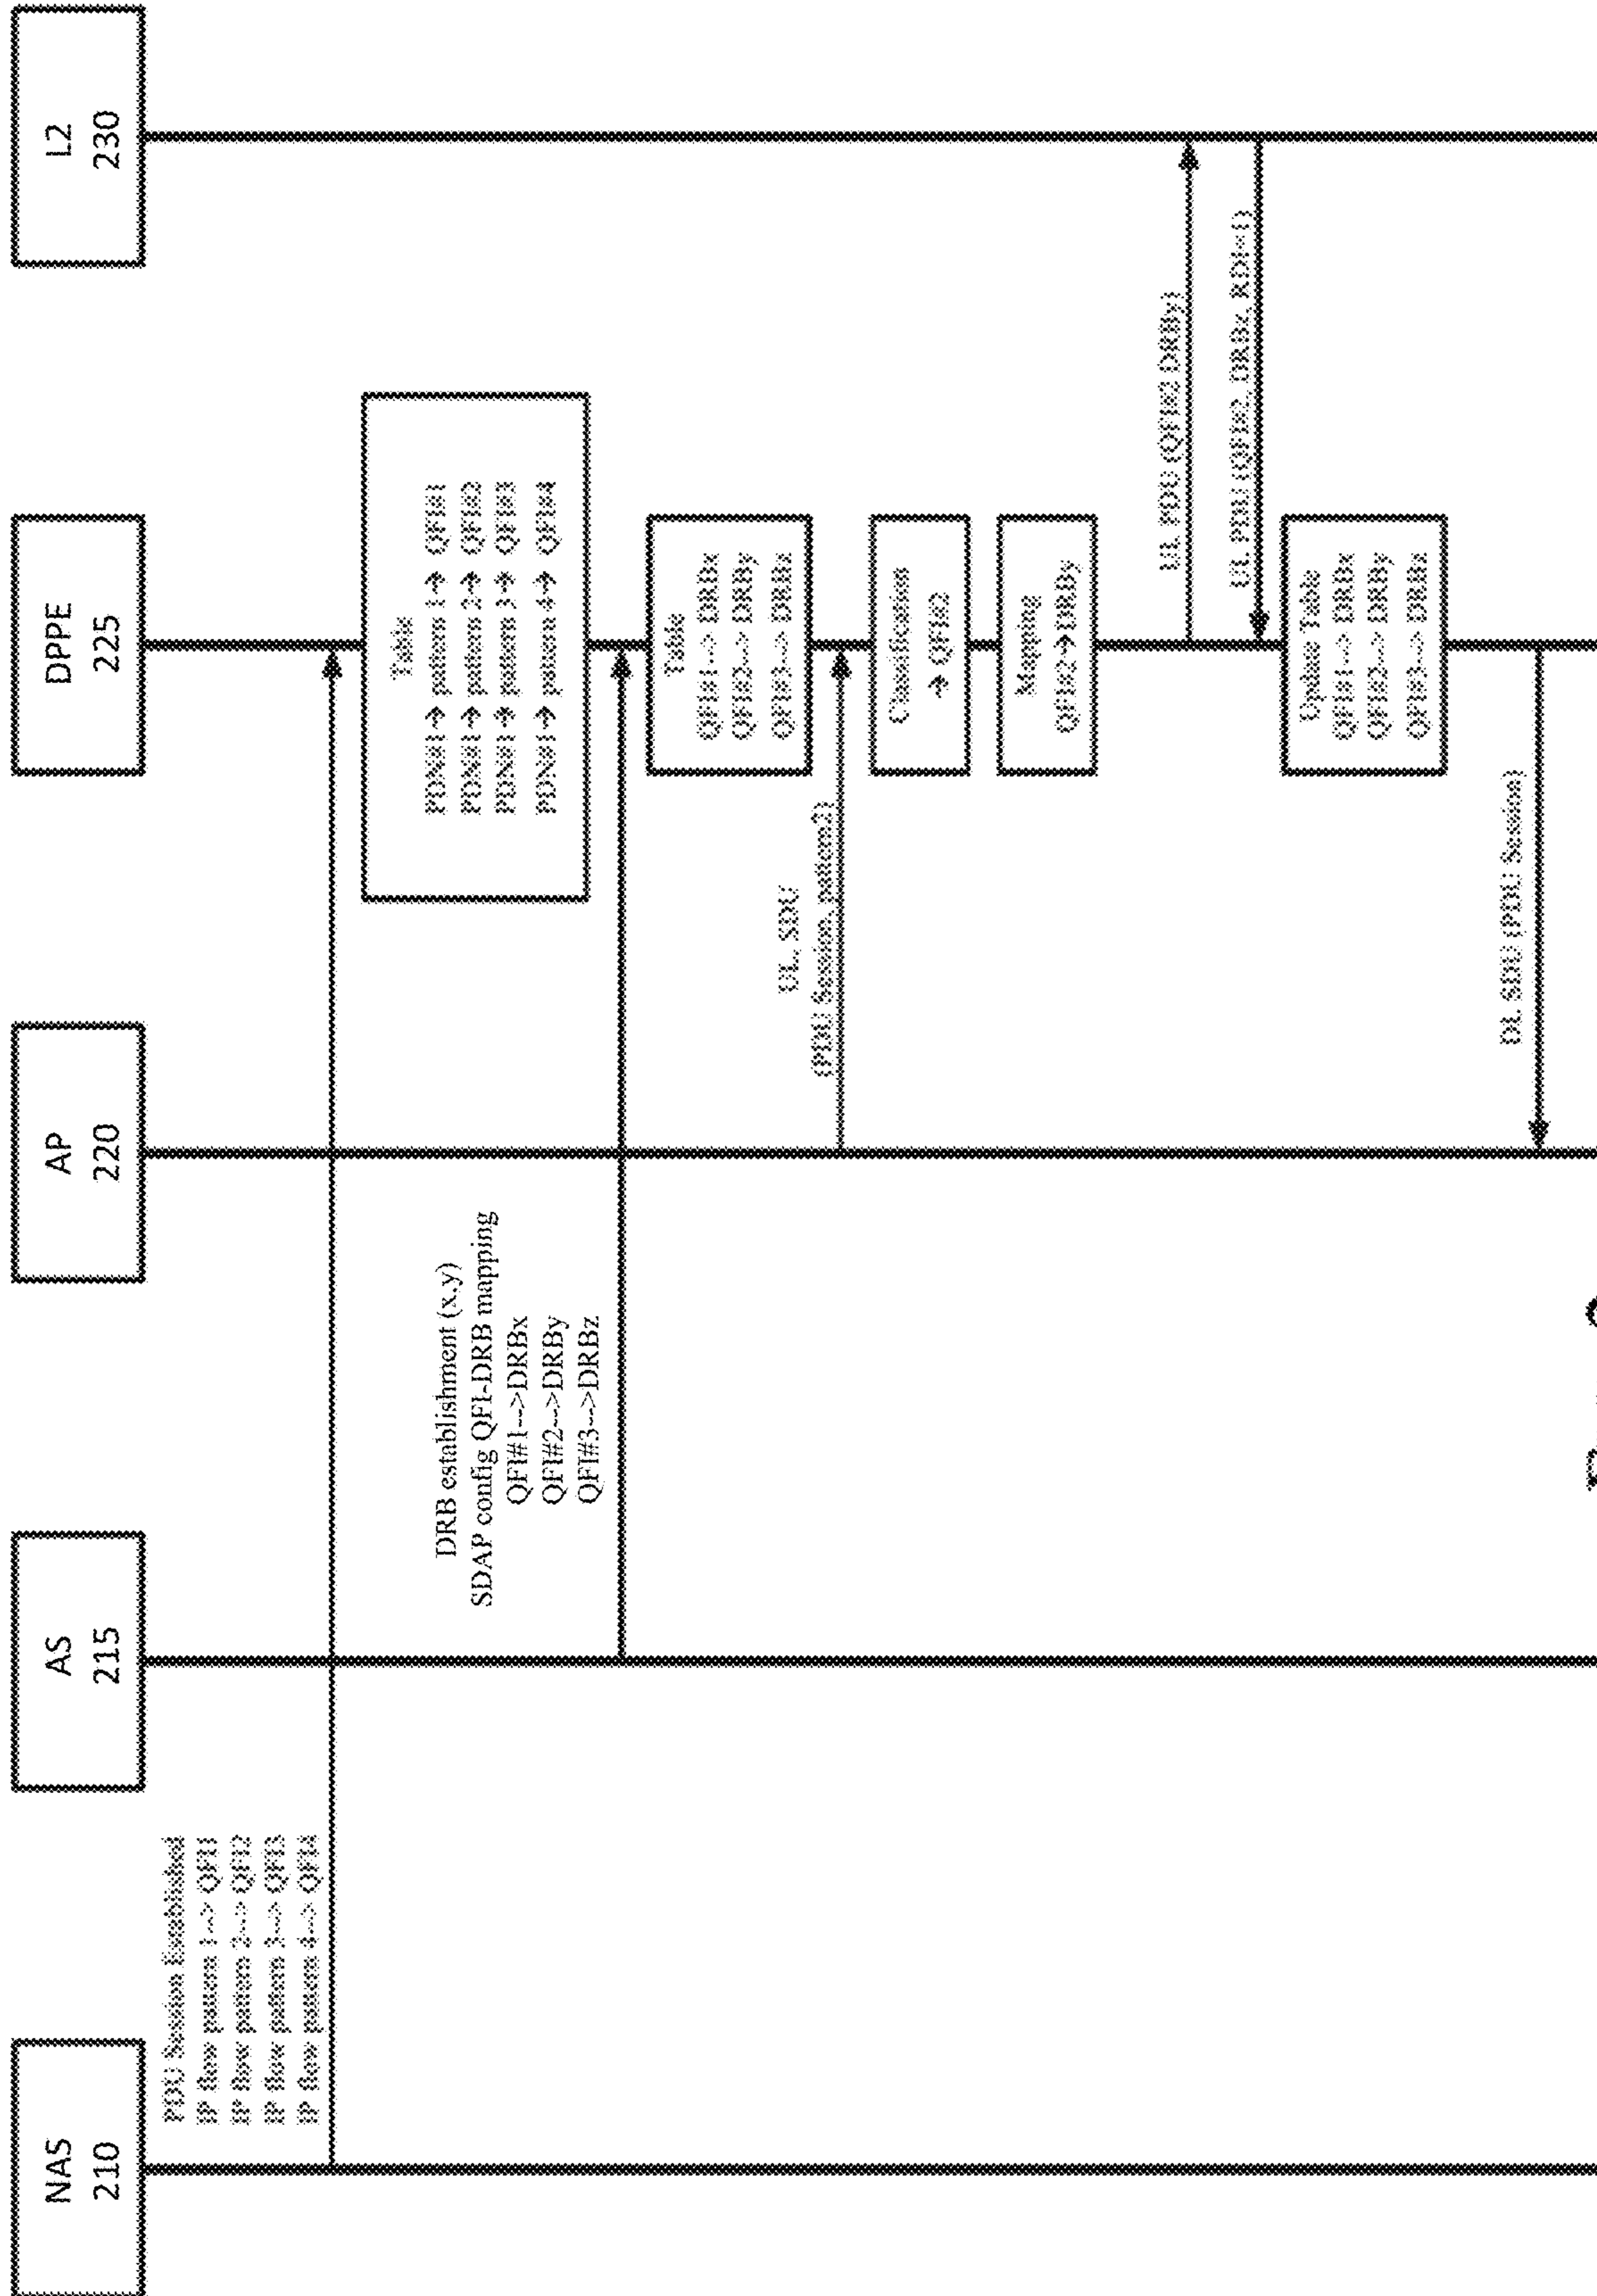 NAS
210
AS
215
AP
220
DPPE
225
L2
230
PDU Session Established
IP flow pattern 1--> QFI1
IP flow pattern 2--> QFI2
IP flow pattern 3--> QFI3
IP flow pattern 4--> QFI4
Table
PDN#1→ pattern 1→ QFI#1
PDN#1→ pattern 2→ QFI#2
PDN#1→ pattern 3→ QFI#3
PDN#1→ pattern 4→ QFI#4
DRB establishment (x,y)
SDAP config QFI-DRB mapping
QFI#1-->DRBx
QFI#2-->DRBy
QFI#3-->DRBz
Table
QFI#1--> DRBx
QFI#2--> DRBy
QFI#3--> DRBz
UL, SDU
(PDU Session, pattern2)
Classification
→ QFI#2
Mapping
QFI#2→DRBy
UL PDU (QFI#2 DRBy)
UL PDU (QFI#2, DRBx, RDI=1)
Update Table
QFI#1--> DRBx
QFI#2--> DRBy
QFI#3--> DRBz
DL SDU (PDU Session)